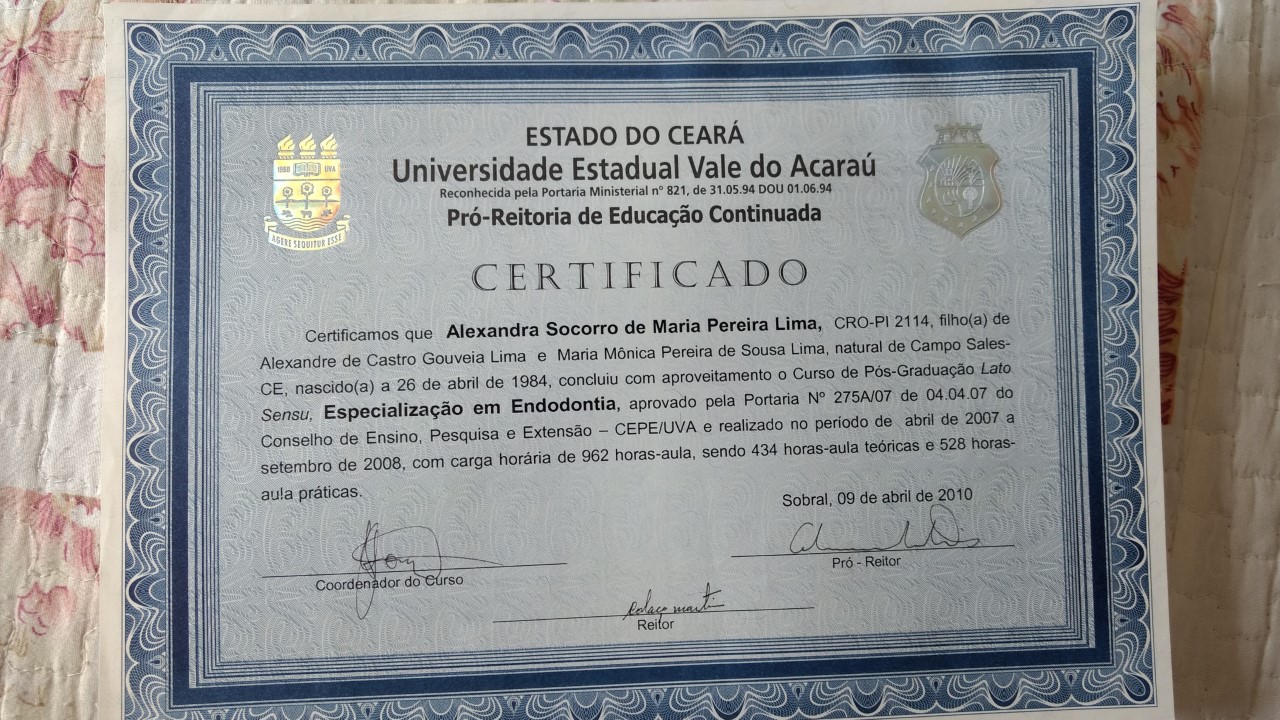 ESTADO DO CEARÁ
Universidade Estadual Vale do Acaraú
Reconhecida pela Portaria Ministerial nº 821, de 31.05.94 DOU 01.06.94
Pró-Reitoria de Educação Continuada
1968 UVA
AGERE SEQUITUR ESSE
CERTIFICADO
Certificamos que Alexandra Socorro de Maria Pereira Lima, CRO-PI 2114, filho(a) de
Alexandre de Castro Gouveia Lima e Maria Mônica Pereira de Sousa Lima, natural de Campo Sales-
CE, nascido(a) a 26 de abril de 1984, concluiu com aproveitamento o Curso de Pós-Graduação Lato
Sensu, Especialização em Endodontia, aprovado pela Portaria Nº 275A/07 de 04.04.07 do
Conselho de Ensino, Pesquisa e Extensão – CEPE/UVA e realizado no período de abril de 2007 a
setembro de 2008, com carga horária de 962 horas-aula, sendo 434 horas-aula teóricas e 528 horas-
aula práticas.
Sobral, 09 de abril de 2010
Coordenador do Curso
Pró - Reitor
Reitor